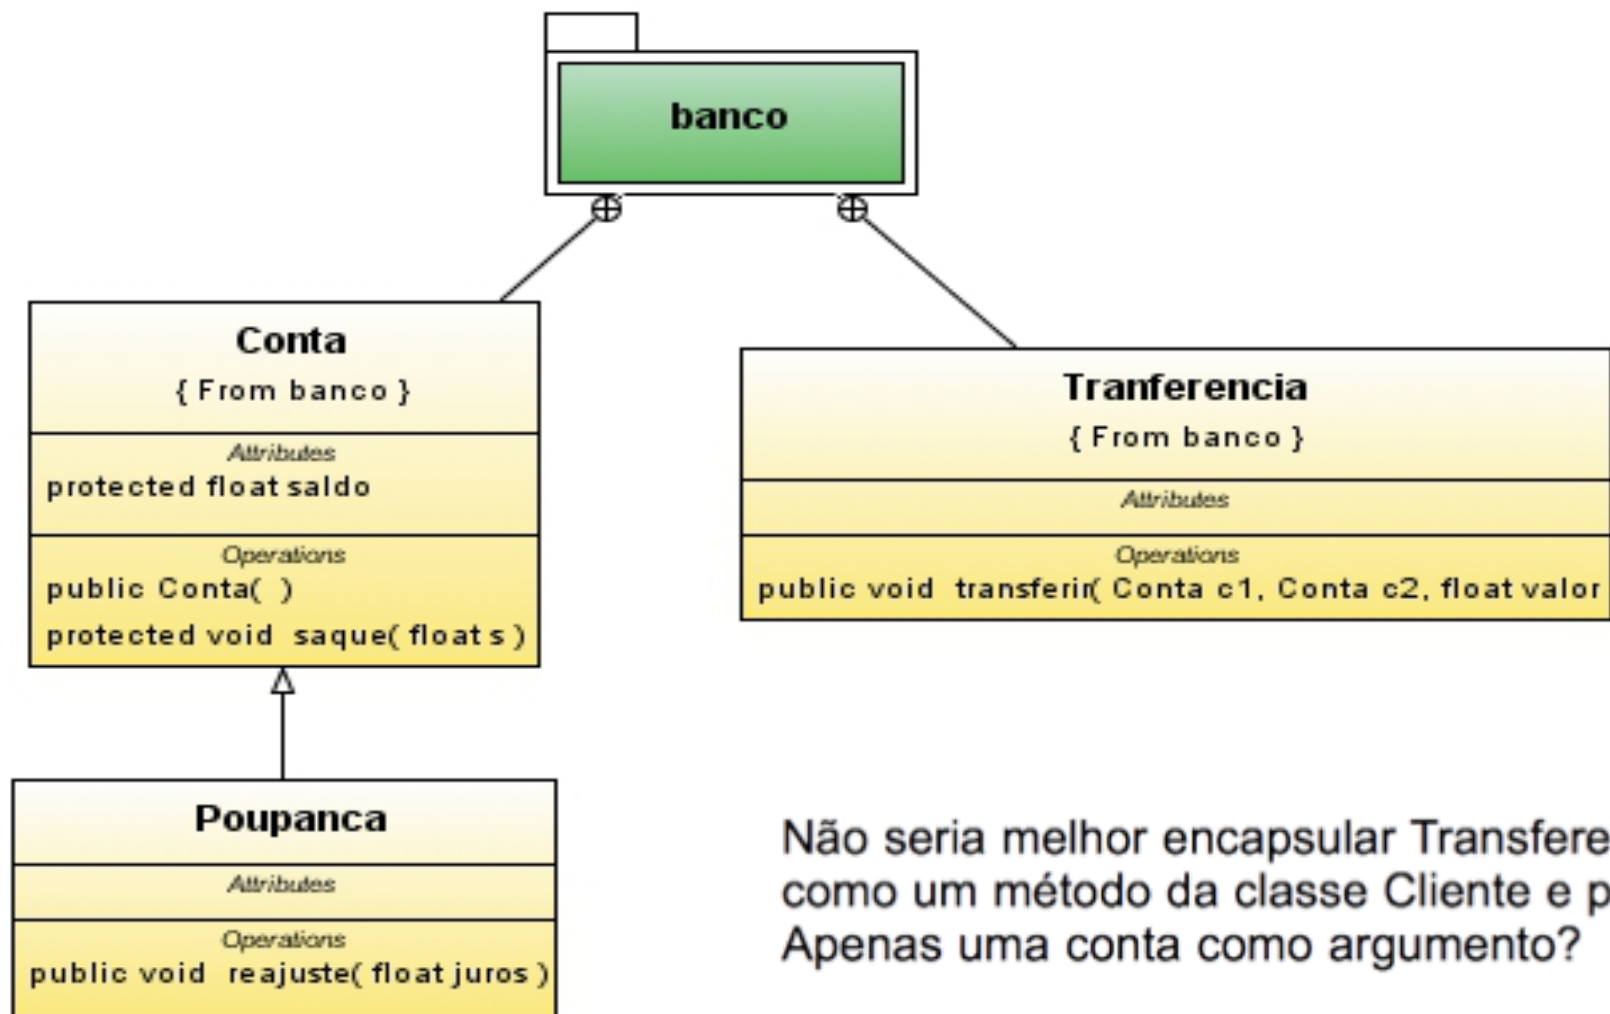 banco
Conta
{ From banco }
Attributes
protected float saldo
Operations
public Conta( )
protected void saque( float s )
Tranferencia
{ From banco }
Attributes
Operations
public void transferir( Conta c1, Conta c2, float valor
Poupanca
Attributes
Operations
public void reajuste( float juros )
Não seria melhor encapsular
como um método da classe Cliente e
Apenas uma conta como argumento?